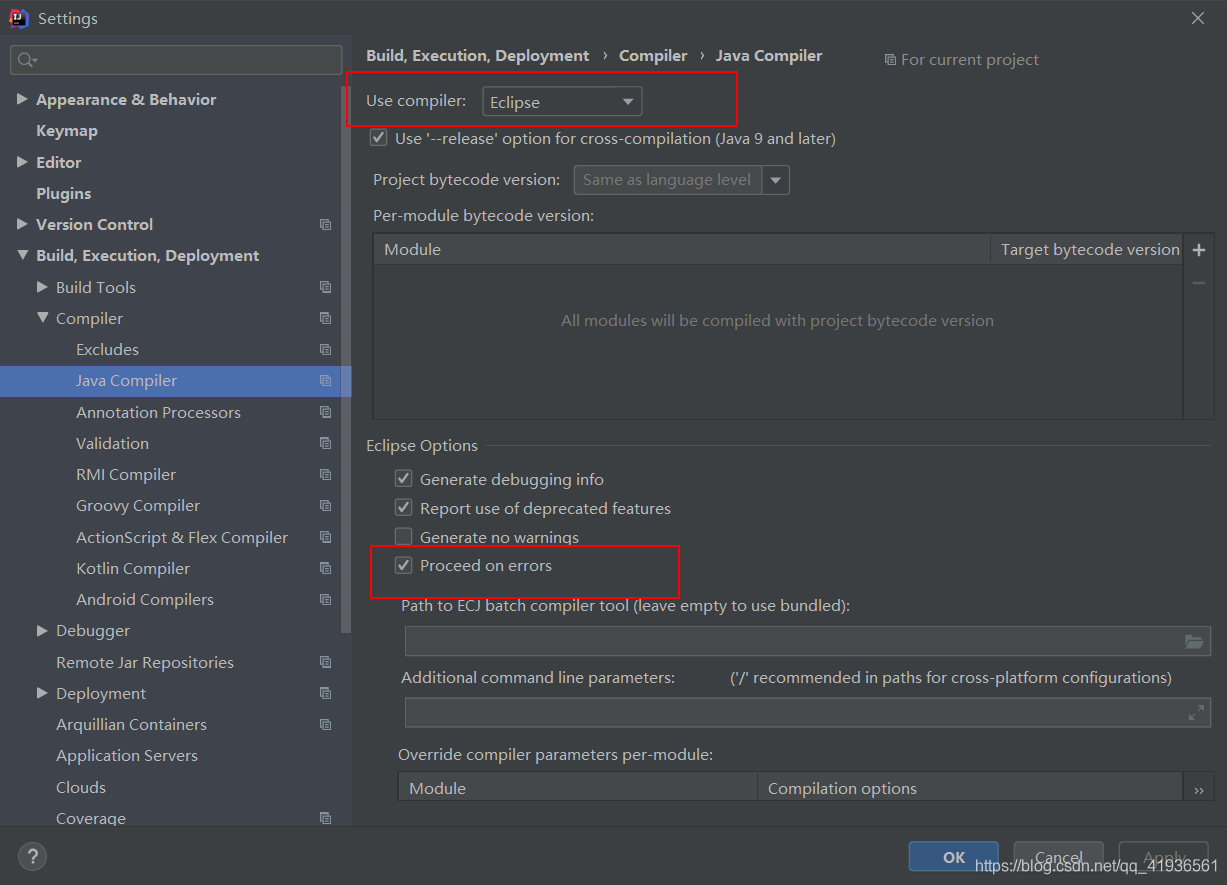 Settings
Appearance & Behavior
Keymap
Editor
Plugins
Version Control
Build, Execution, Deployment
Build Tools
Compiler
Excludes
Java Compiler
Annotation Processors
Validation
RMI Compiler
Groovy Compiler
ActionScript & Flex Compiler
Kotlin Compiler
Android Compilers
Debugger
Remote Jar Repositories
Deployment
Arquillian Containers
Application Servers
Clouds
Coverage
Build, Execution, Deployment › Compiler › Java Compiler For current project
Use compiler: Eclipse
Use '--release' option for cross-compilation (Java 9 and later)
Project bytecode version: Same as language level
Per-module bytecode version:
Module Target bytecode version
All modules will be compiled with project bytecode version
Eclipse Options
Generate debugging info
Report use of deprecated features
Generate no warnings
Proceed on errors
Path to ECJ batch compiler tool (leave empty to use bundled):
Additional command line parameters: ('/' recommended in paths for cross-platform configurations)
Override compiler parameters per-module:
Module Compilation options ››
? OK Cancel Apply
https://blog.csdn.net/qq_41936561